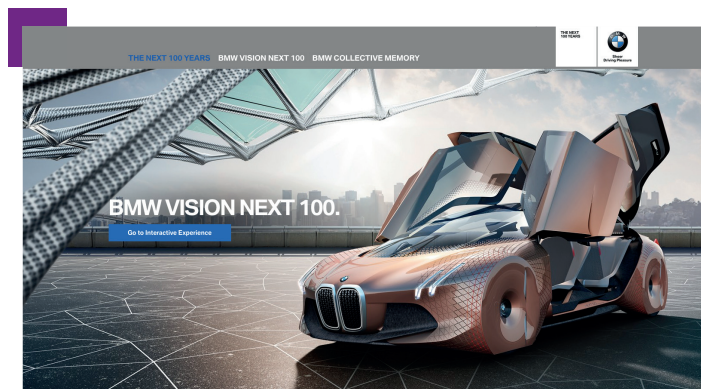 THE NEXT
100 YEARS
Sheer
Driving Pleasure
THE NEXT 100 YEARS BMW VISION NEXT 100 BMW COLLECTIVE MEMORY
BMW VISION NEXT 100.
Go to Interactive Experience